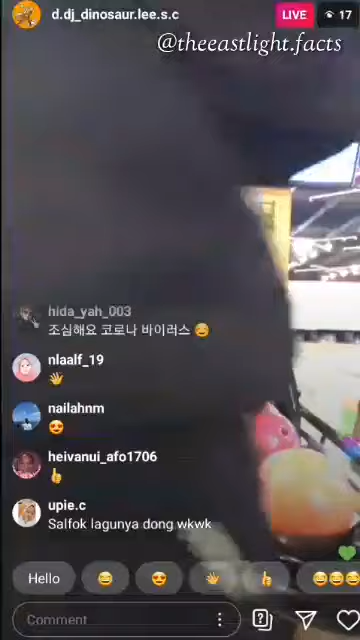 d.dj_dinosaur.lee.s.c
LIVE
17
@theeastlight.facts
hida_yah_003
조심해요 코로나 바이러스 ☺️
nlaalf_19
👋
nailahnm
😍
heivanui_afo1706
👍
upie.c
Salfok lagunya dong wkwk
Hello 😂 😍 👋 👍 😂😂😂
Comment